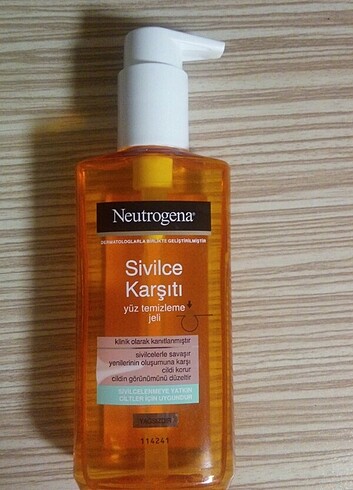 Neutrogena®
DERMATOLOGLARLA BİRLİKTE GELİŞTİRİLMİŞTİR
Sivilce
Karşıtı
yüz temizleme
jeli
klinik olarak kanıtlanmıştır
sivilcelerle savaşır
yenilerinin oluşumuna karşı
cildi korur
cildin görünümünü düzeltir
SİVİLCELENMEYE YATKIN
CİLTLER İÇİN UYGUNDUR
YAĞSIZDIR
114241